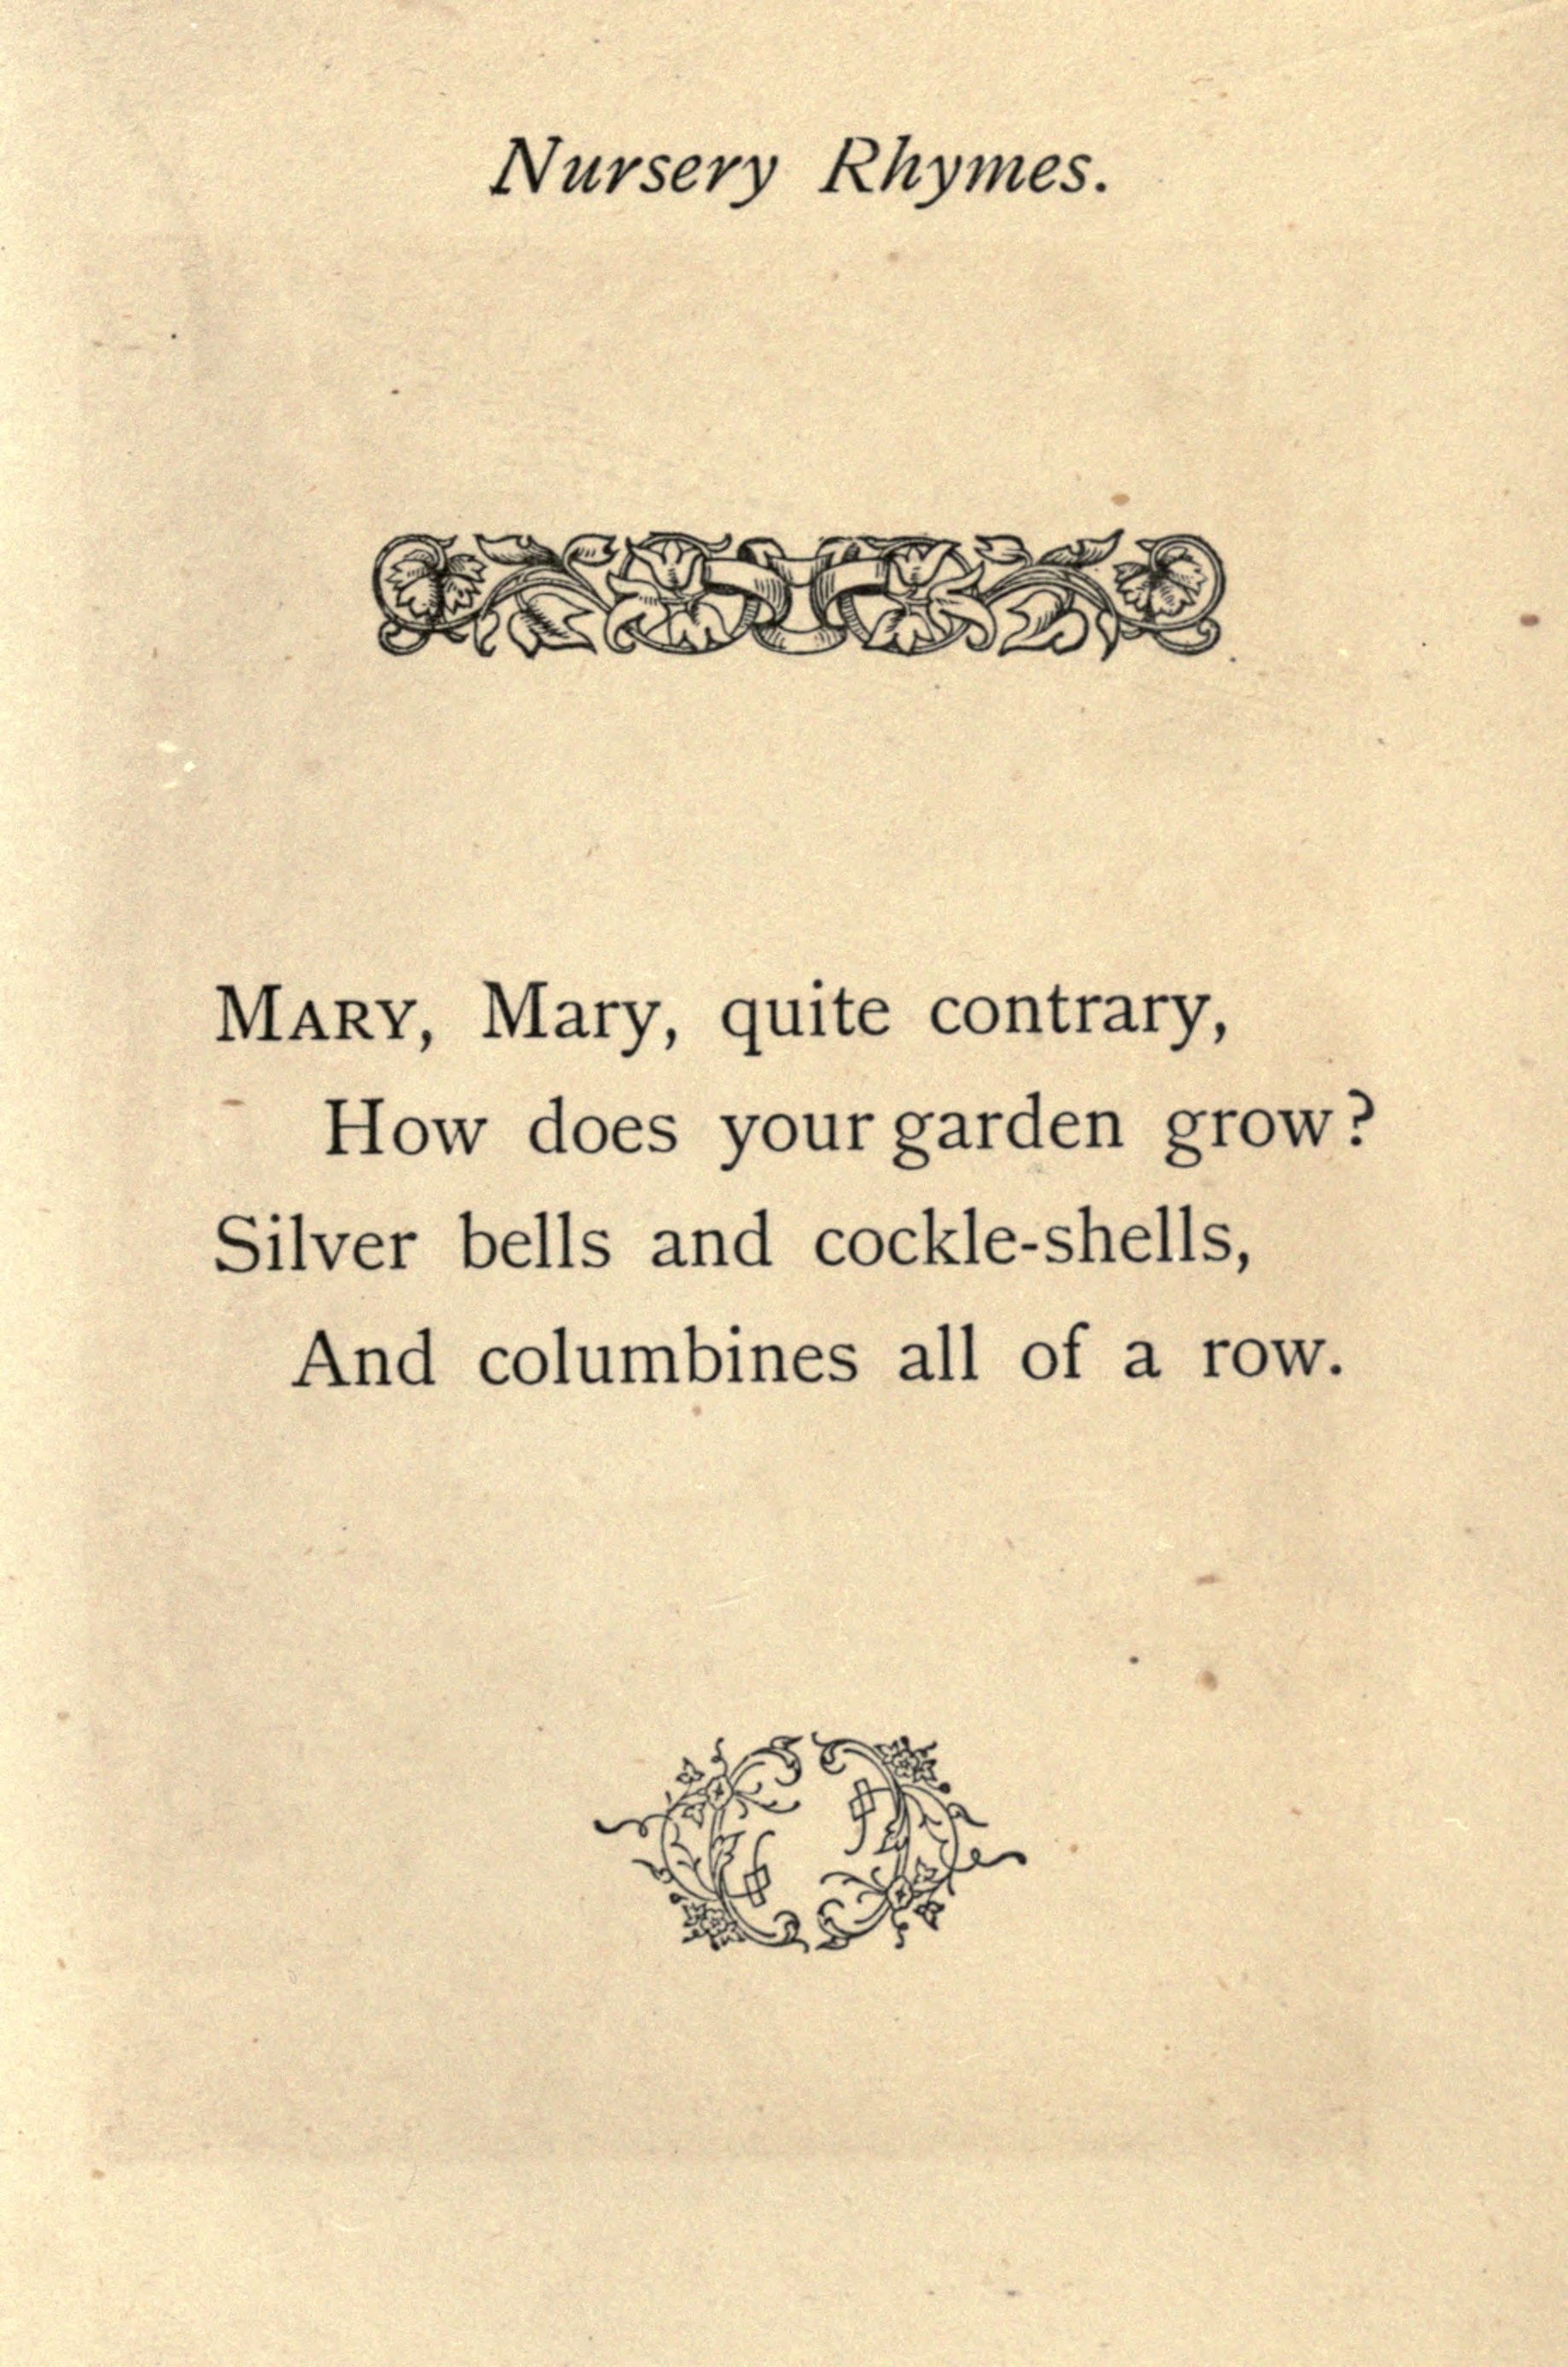 Nursery Rhymes.
MARY, Mary, quite contrary,
How does your garden grow?
Silver bells and cockle-shells,
And columbines all of a row.